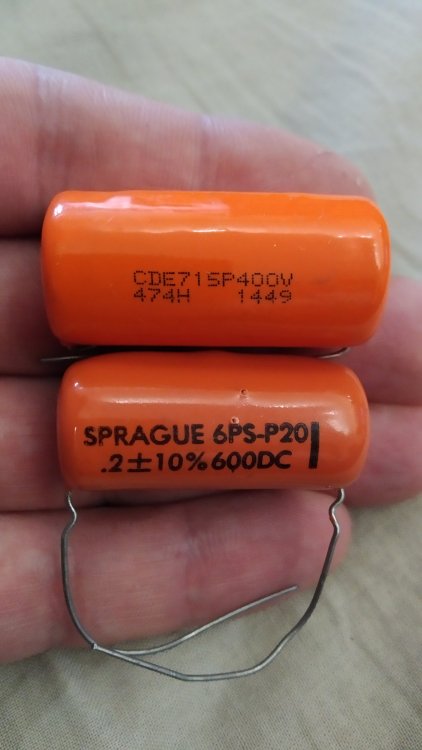 CDE715P400V
474H 1449
SPRAGUE 6PS-P20
.2±10%600DC